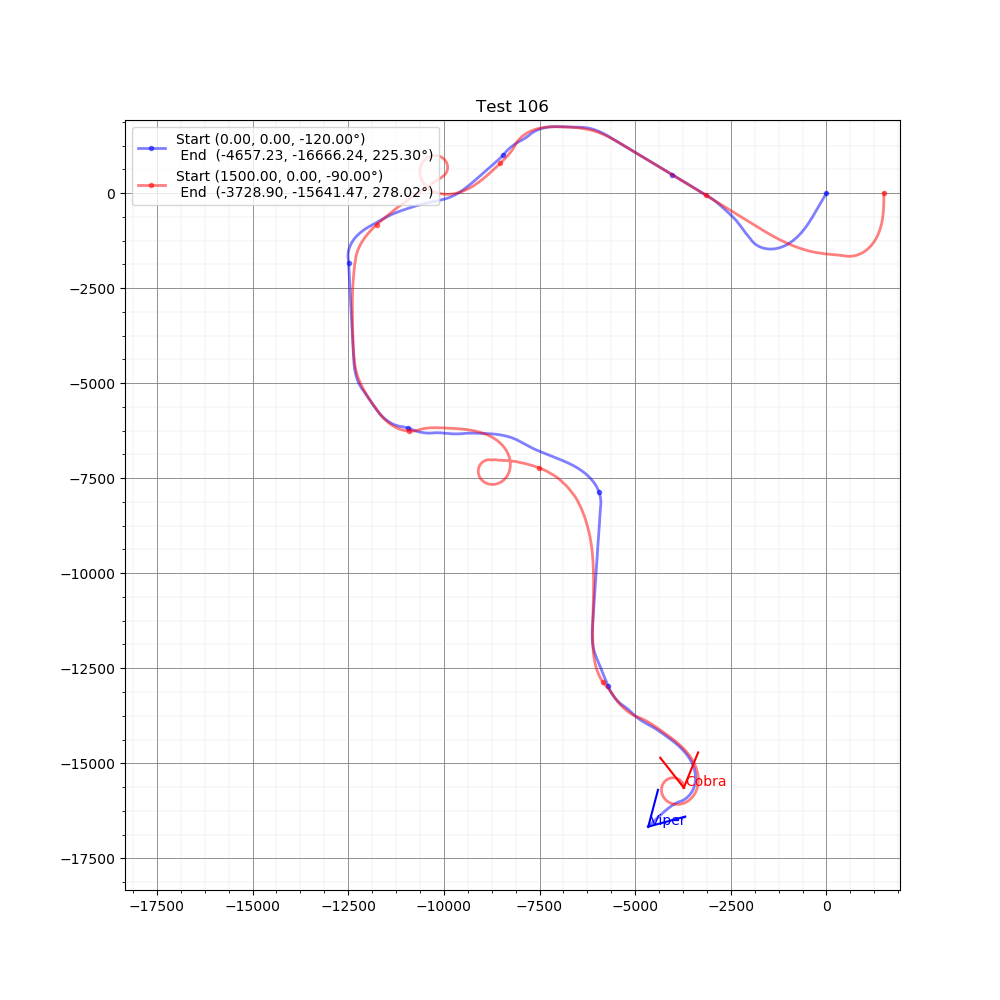 Test 106
Start (0.00, 0.00, -120.00°)
End  (-4657.23, -16666.24, 225.30°)
Start (1500.00, 0.00, -90.00°)
End  (-3728.90, -15641.47, 278.02°)
0
−2500
−5000
−7500
−10000
−12500
−15000
−17500
Cobra
Viper
−17500 −15000 −12500 −10000 −7500 −5000 −2500 0